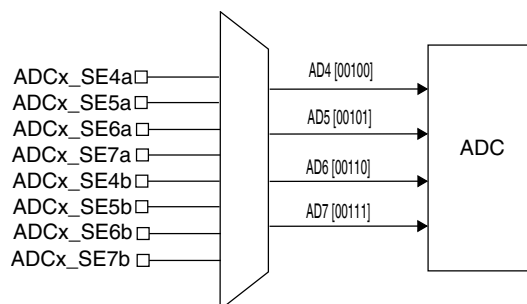 ADCx_SE4a
ADCx_SE5a
ADCx_SE6a
ADCx_SE7a
ADCx_SE4b
ADCx_SE5b
ADCx_SE6b
ADCx_SE7b
AD4 [00100]
AD5 [00101]
AD6 [00110]
AD7 [00111]
ADC